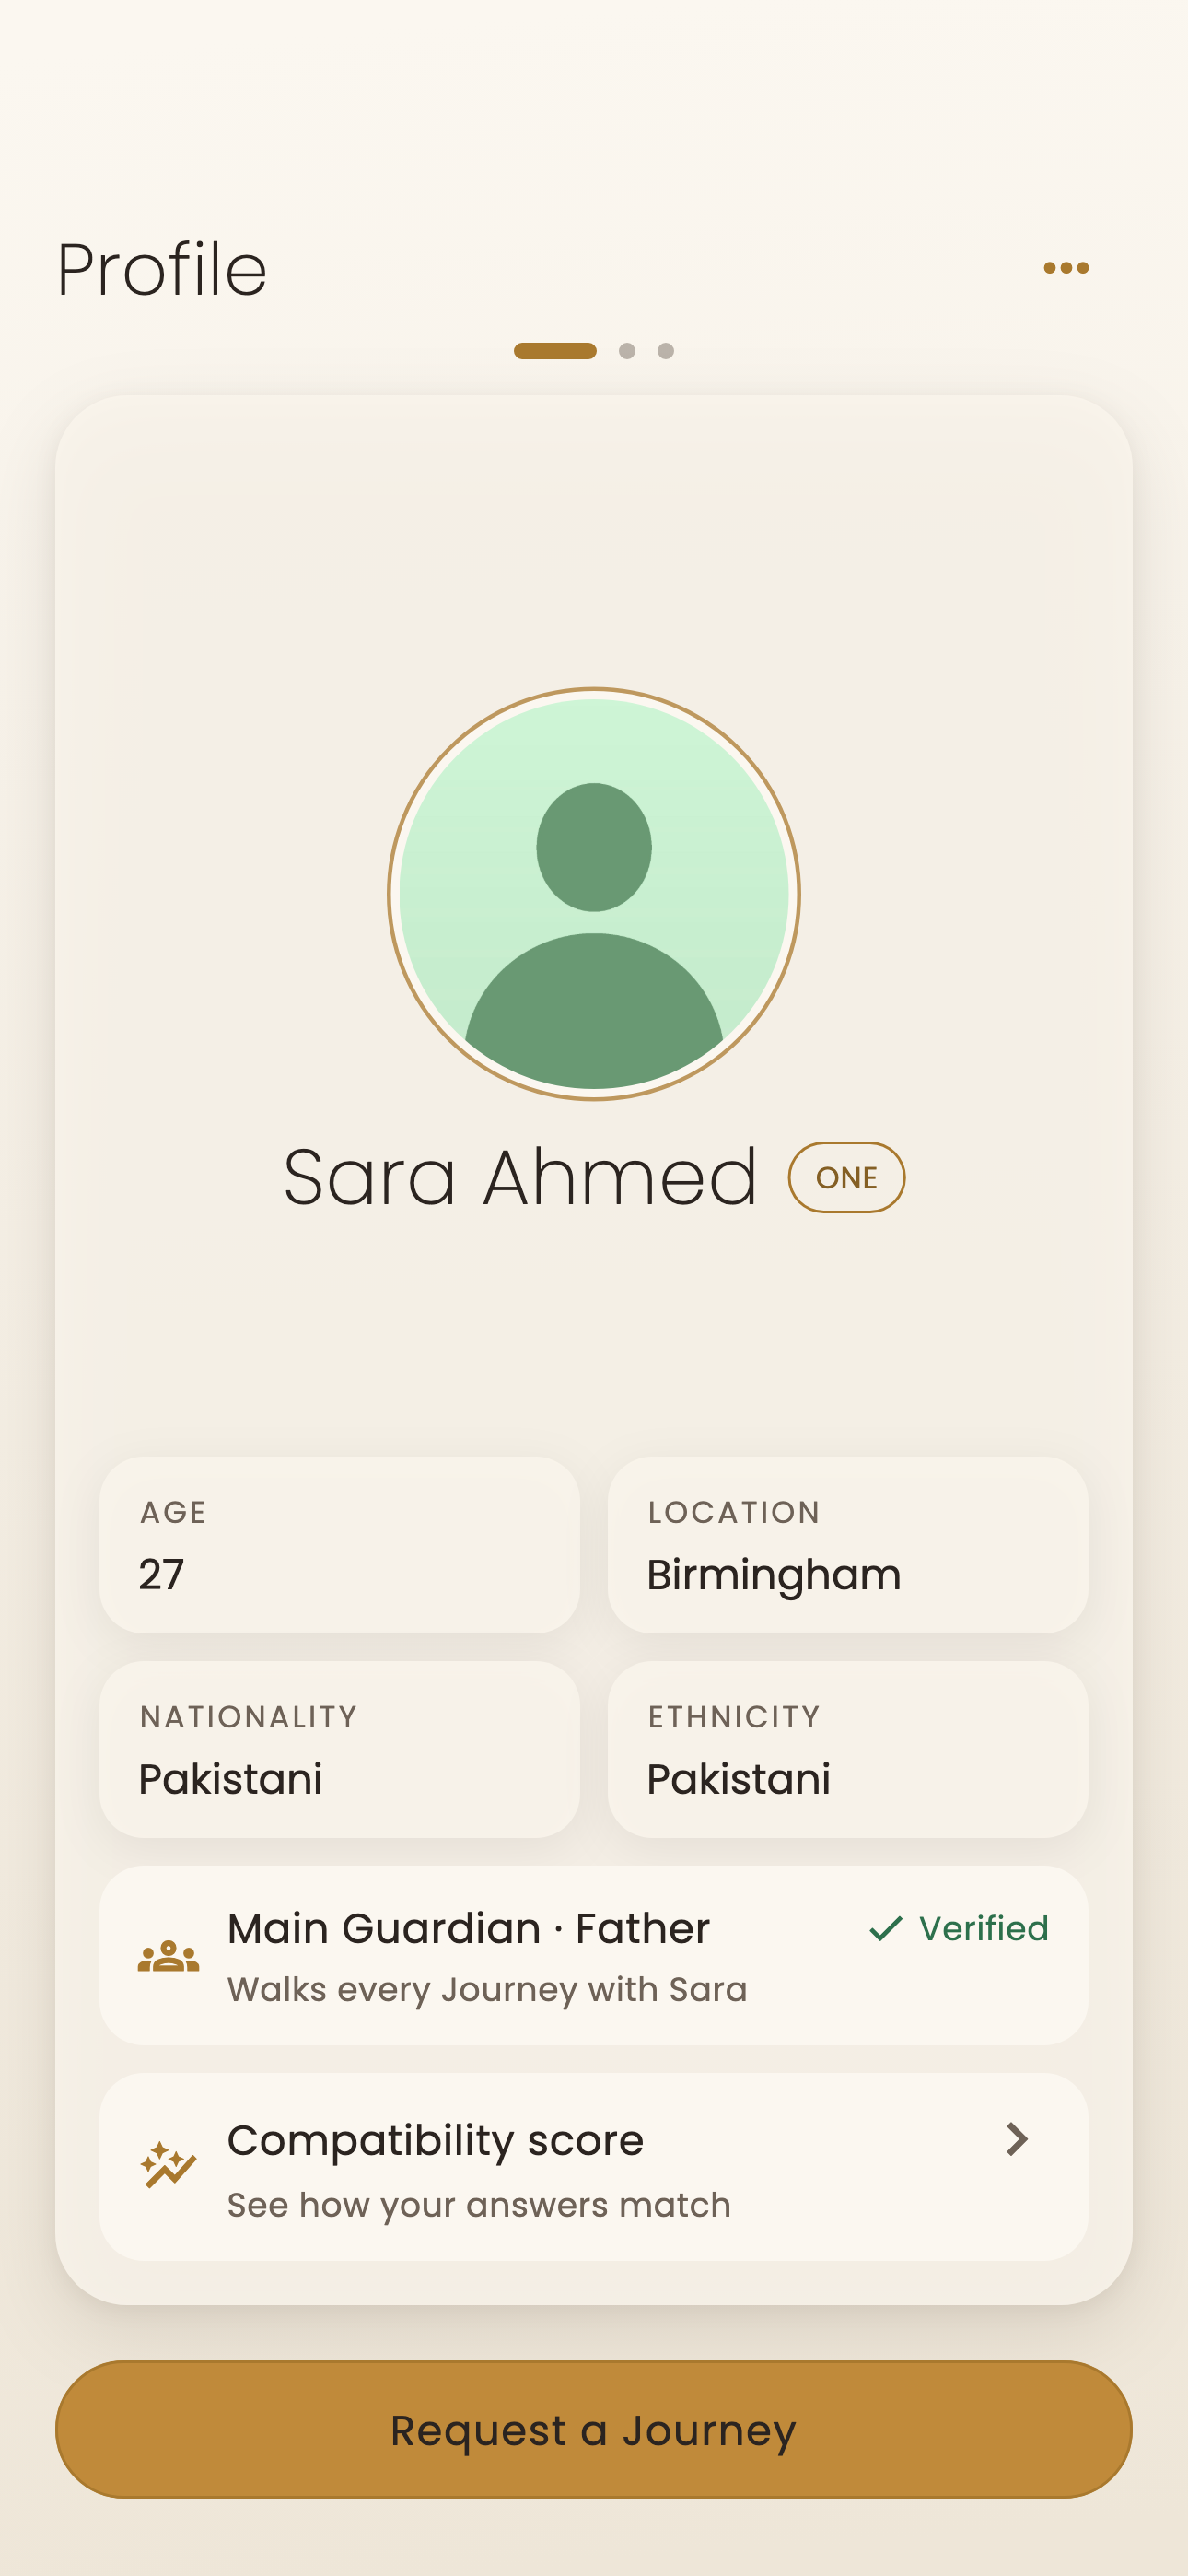 Profile
Sara Ahmed ONE
AGE
27
LOCATION
Birmingham
NATIONALITY
Pakistani
ETHNICITY
Pakistani
Main Guardian · Father
Verified
Walks every Journey with Sara
Compatibility score
See how your answers match
Request a Journey